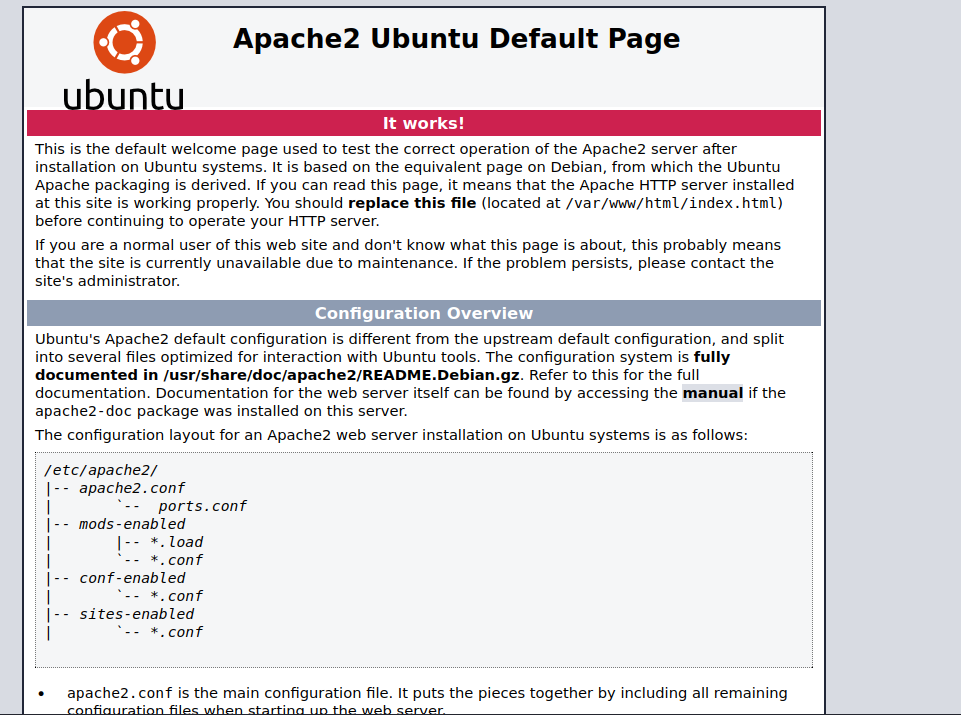 Apache2 Ubuntu Default Page
ubuntu
It works!
This is the default welcome page used to test the correct operation of the Apache2 server after
installation on Ubuntu systems. It is based on the equivalent page on Debian, from which the Ubuntu
Apache packaging is derived. If you can read this page, it means that the Apache HTTP server installed
at this site is working properly. You should replace this file (located at /var/www/html/index.html)
before continuing to operate your HTTP server.
If you are a normal user of this web site and don't know what this page is about, this probably means
that the site is currently unavailable due to maintenance. If the problem persists, please contact the
site's administrator.
Configuration Overview
Ubuntu's Apache2 default configuration is different from the upstream default configuration, and split
into several files optimized for interaction with Ubuntu tools. The configuration system is fully
documented in /usr/share/doc/apache2/README.Debian.gz. Refer to this for the full
documentation. Documentation for the web server itself can be found by accessing the manual if the
apache2-doc package was installed on this server.
The configuration layout for an Apache2 web server installation on Ubuntu systems is as follows:
/etc/apache2/
|-- apache2.conf
|       `--  ports.conf
|-- mods-enabled
|       |-- *.load
|       `-- *.conf
|-- conf-enabled
|       `-- *.conf
|-- sites-enabled
|       `-- *.conf
• apache2.conf is the main configuration file. It puts the pieces together by including all remaining
configuration files when starting up the web server.